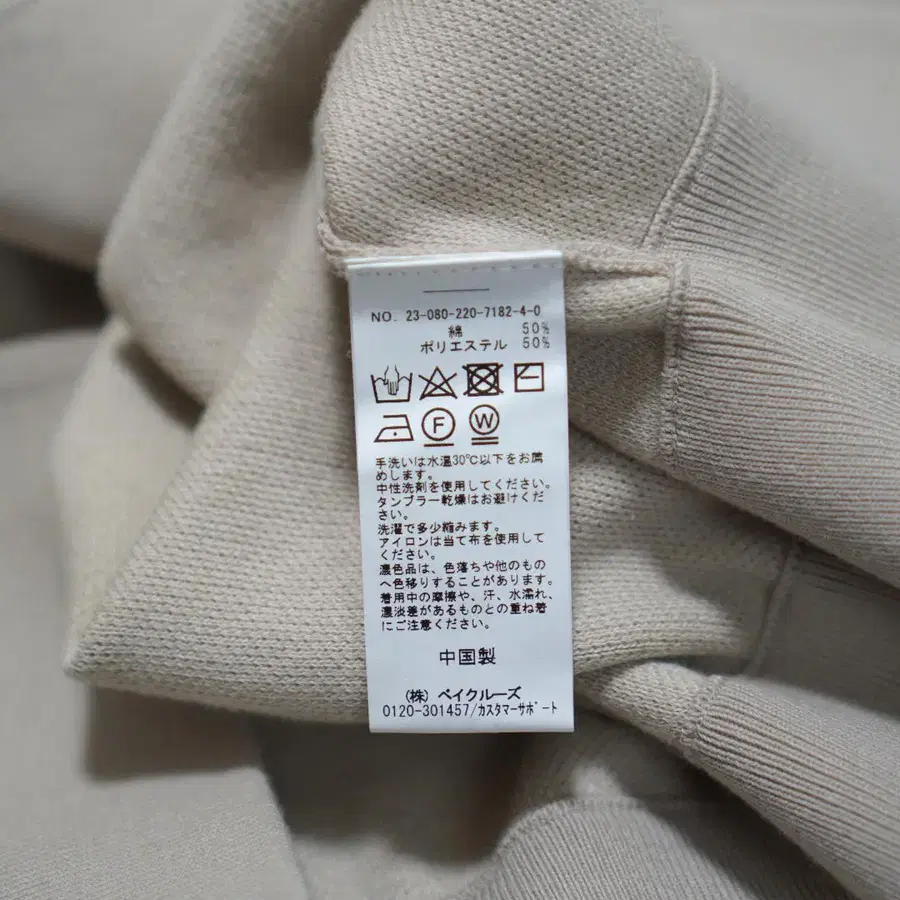 NO. 23-080-220-7182-4-0
綿 50%
ポリエステル 50%
F W
手洗いは水温30℃以下をお薦
めします。
中性洗剤を使用してください。
タンブラー乾燥はお避けくだ
さい。
洗濯で多少縮みます。
アイロンは当て布を使用して
ください。
濃色品は、色落ちや他のもの
へ色移りすることがあります。
着用中の摩擦や、汗、水濡れ、
濃淡差があるものとの重ね着
にご注意ください。
中国製
(株) ベイクルーズ
0120-301457/カスタマーサポート